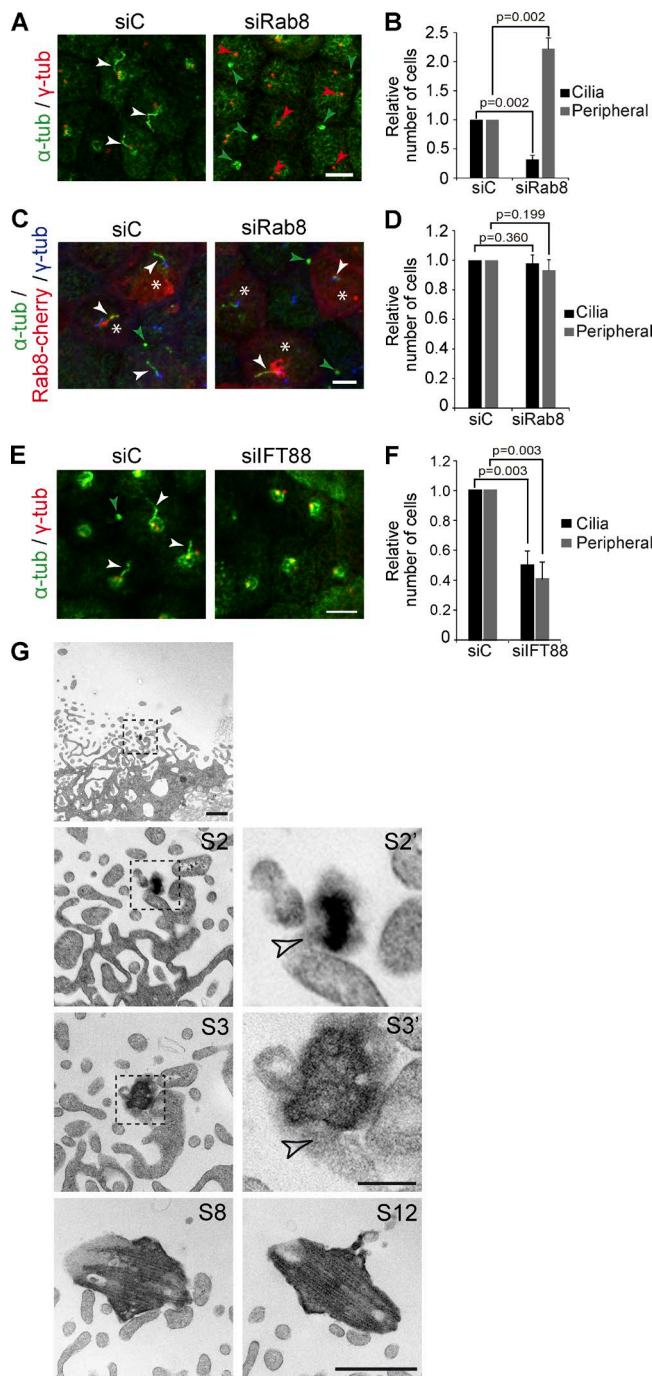 A
siC
siRab8
α-tub / γ-tub
B
Relative
number of cells
2.5
2.0
1.5
1.0
0.5
0
p=0.002
p=0.002
Cilia
Peripheral
siC
siRab8
C
siC
siRab8
α-tub /
Rab8-cherry / γ-tub
*
*
*
*
*
D
Relative
number of cells
1.2
1.0
0.8
0.6
0.4
0.2
0
p=0.199
p=0.360
Cilia
Peripheral
siC
siRab8
E
siC
siIFT88
α-tub / γ-tub
F
Relative
number of cells
1.2
1.0
0.8
0.6
0.4
0.2
0
p=0.003
p=0.003
Cilia
Peripheral
siC
siIFT88
G
S2
S2'
S3
S3'
S8
S12